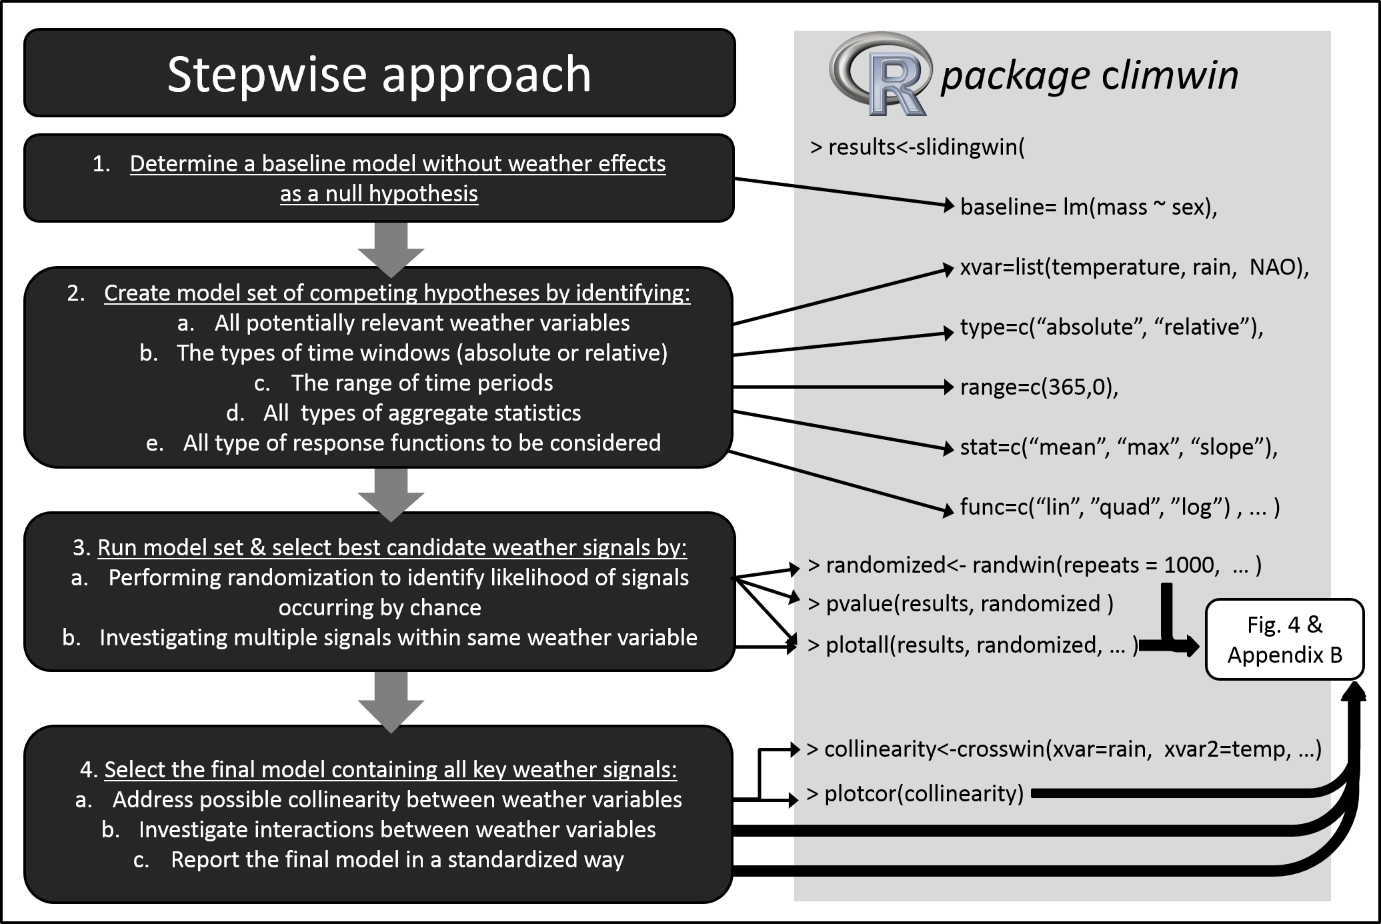 Stepwise approach
1. Determine a baseline model without weather effects
as a null hypothesis
2. Create model set of competing hypotheses by identifying:
a. All potentially relevant weather variables
b. The types of time windows (absolute or relative)
c. The range of time periods
d. All types of aggregate statistics
e. All type of response functions to be considered
3. Run model set & select best candidate weather signals by:
a. Performing randomization to identify likelihood of signals
occurring by chance
b. Investigating multiple signals within same weather variable
4. Select the final model containing all key weather signals:
a. Address possible collinearity between weather variables
b. Investigate interactions between weather variables
c. Report the final model in a standardized way
R package climwin
> results<-slidingwin(
baseline= lm(mass ~ sex),
xvar=list(temperature, rain, NAO),
type=c(“absolute”, “relative”),
range=c(365,0),
stat=c(“mean”, “max”, “slope”),
func=c(“lin”, ”quad”, ”log”) , ... )
> randomized<- randwin(repeats = 1000, ... )
> pvalue(results, randomized )
> plotall(results, randomized, ... )
Fig. 4 &
Appendix B
> collinearity<-crosswin(xvar=rain, xvar2=temp, ...)
> plotcor(collinearity)